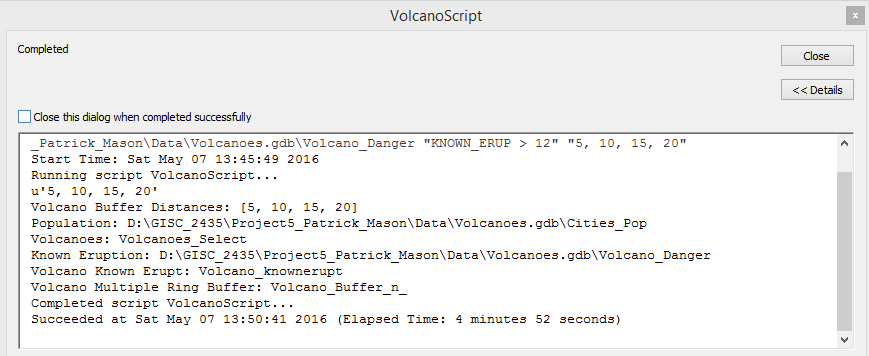 VolcanoScript
x
Completed
Close
<< Details
Close this dialog when completed successfully
_Patrick_Mason\Data\Volcanoes.gdb\Volcano_Danger "KNOWN_ERUP > 12" "5, 10, 15, 20"
Start Time: Sat May 07 13:45:49 2016
Running script VolcanoScript...
u'5, 10, 15, 20'
Volcano Buffer Distances: [5, 10, 15, 20]
Population: D:\GISC_2435\Project5_Patrick_Mason\Data\Volcanoes.gdb\Cities_Pop
Volcanoes: Volcanoes_Select
Known Eruption: D:\GISC_2435\Project5_Patrick_Mason\Data\Volcanoes.gdb\Volcano_Danger
Volcano Known Erupt: Volcano_knownerupt
Volcano Multiple Ring Buffer: Volcano_Buffer_n_
Completed script VolcanoScript...
Succeeded at Sat May 07 13:50:41 2016 (Elapsed Time: 4 minutes 52 seconds)